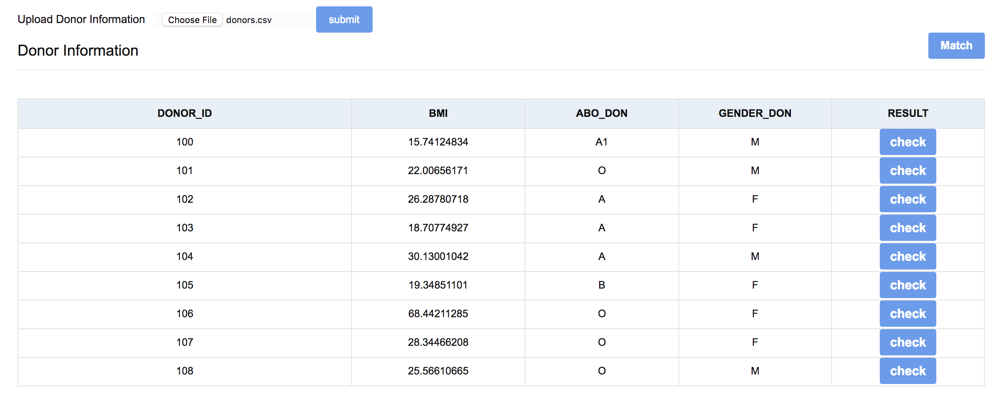 Upload Donor Information Choose File donors.csv submit
Donor Information Match
DONOR_ID BMI ABO_DON GENDER_DON RESULT
100 15.74124834 A1 M check
101 22.00656171 O M check
102 26.28780718 A F check
103 18.70774927 A F check
104 30.13001042 A M check
105 19.34851101 B F check
106 68.44211285 O F check
107 28.34466208 O F check
108 25.56610665 O M check